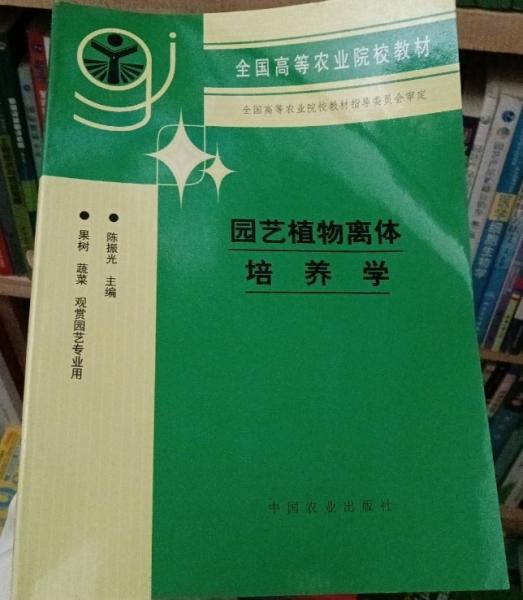 全国高等农业院校教材
全国高等农业院校教材指导委员会审定
园艺植物离体
培养学
陈振光 主编
果树 蔬菜 观赏园艺专业用
中国农业出版社